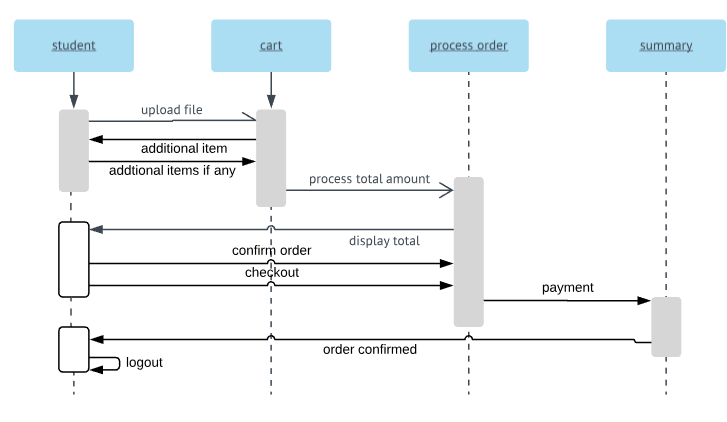 student
cart
process order
summary
upload file
additional item
addtional items if any
process total amount
display total
confirm order
checkout
payment
order confirmed
logout